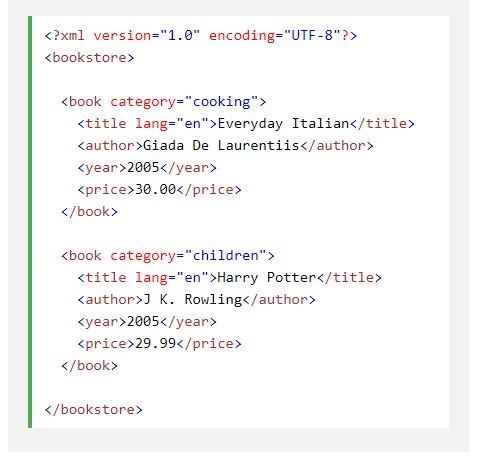 <?xml version="1.0" encoding="UTF-8"?>
<bookstore>
<book category="cooking">
<title lang="en">Everyday Italian</title>
<author>Giada De Laurentiis</author>
<year>2005</year>
<price>30.00</price>
</book>
<book category="children">
<title lang="en">Harry Potter</title>
<author>J K. Rowling</author>
<year>2005</year>
<price>29.99</price>
</book>
</bookstore>